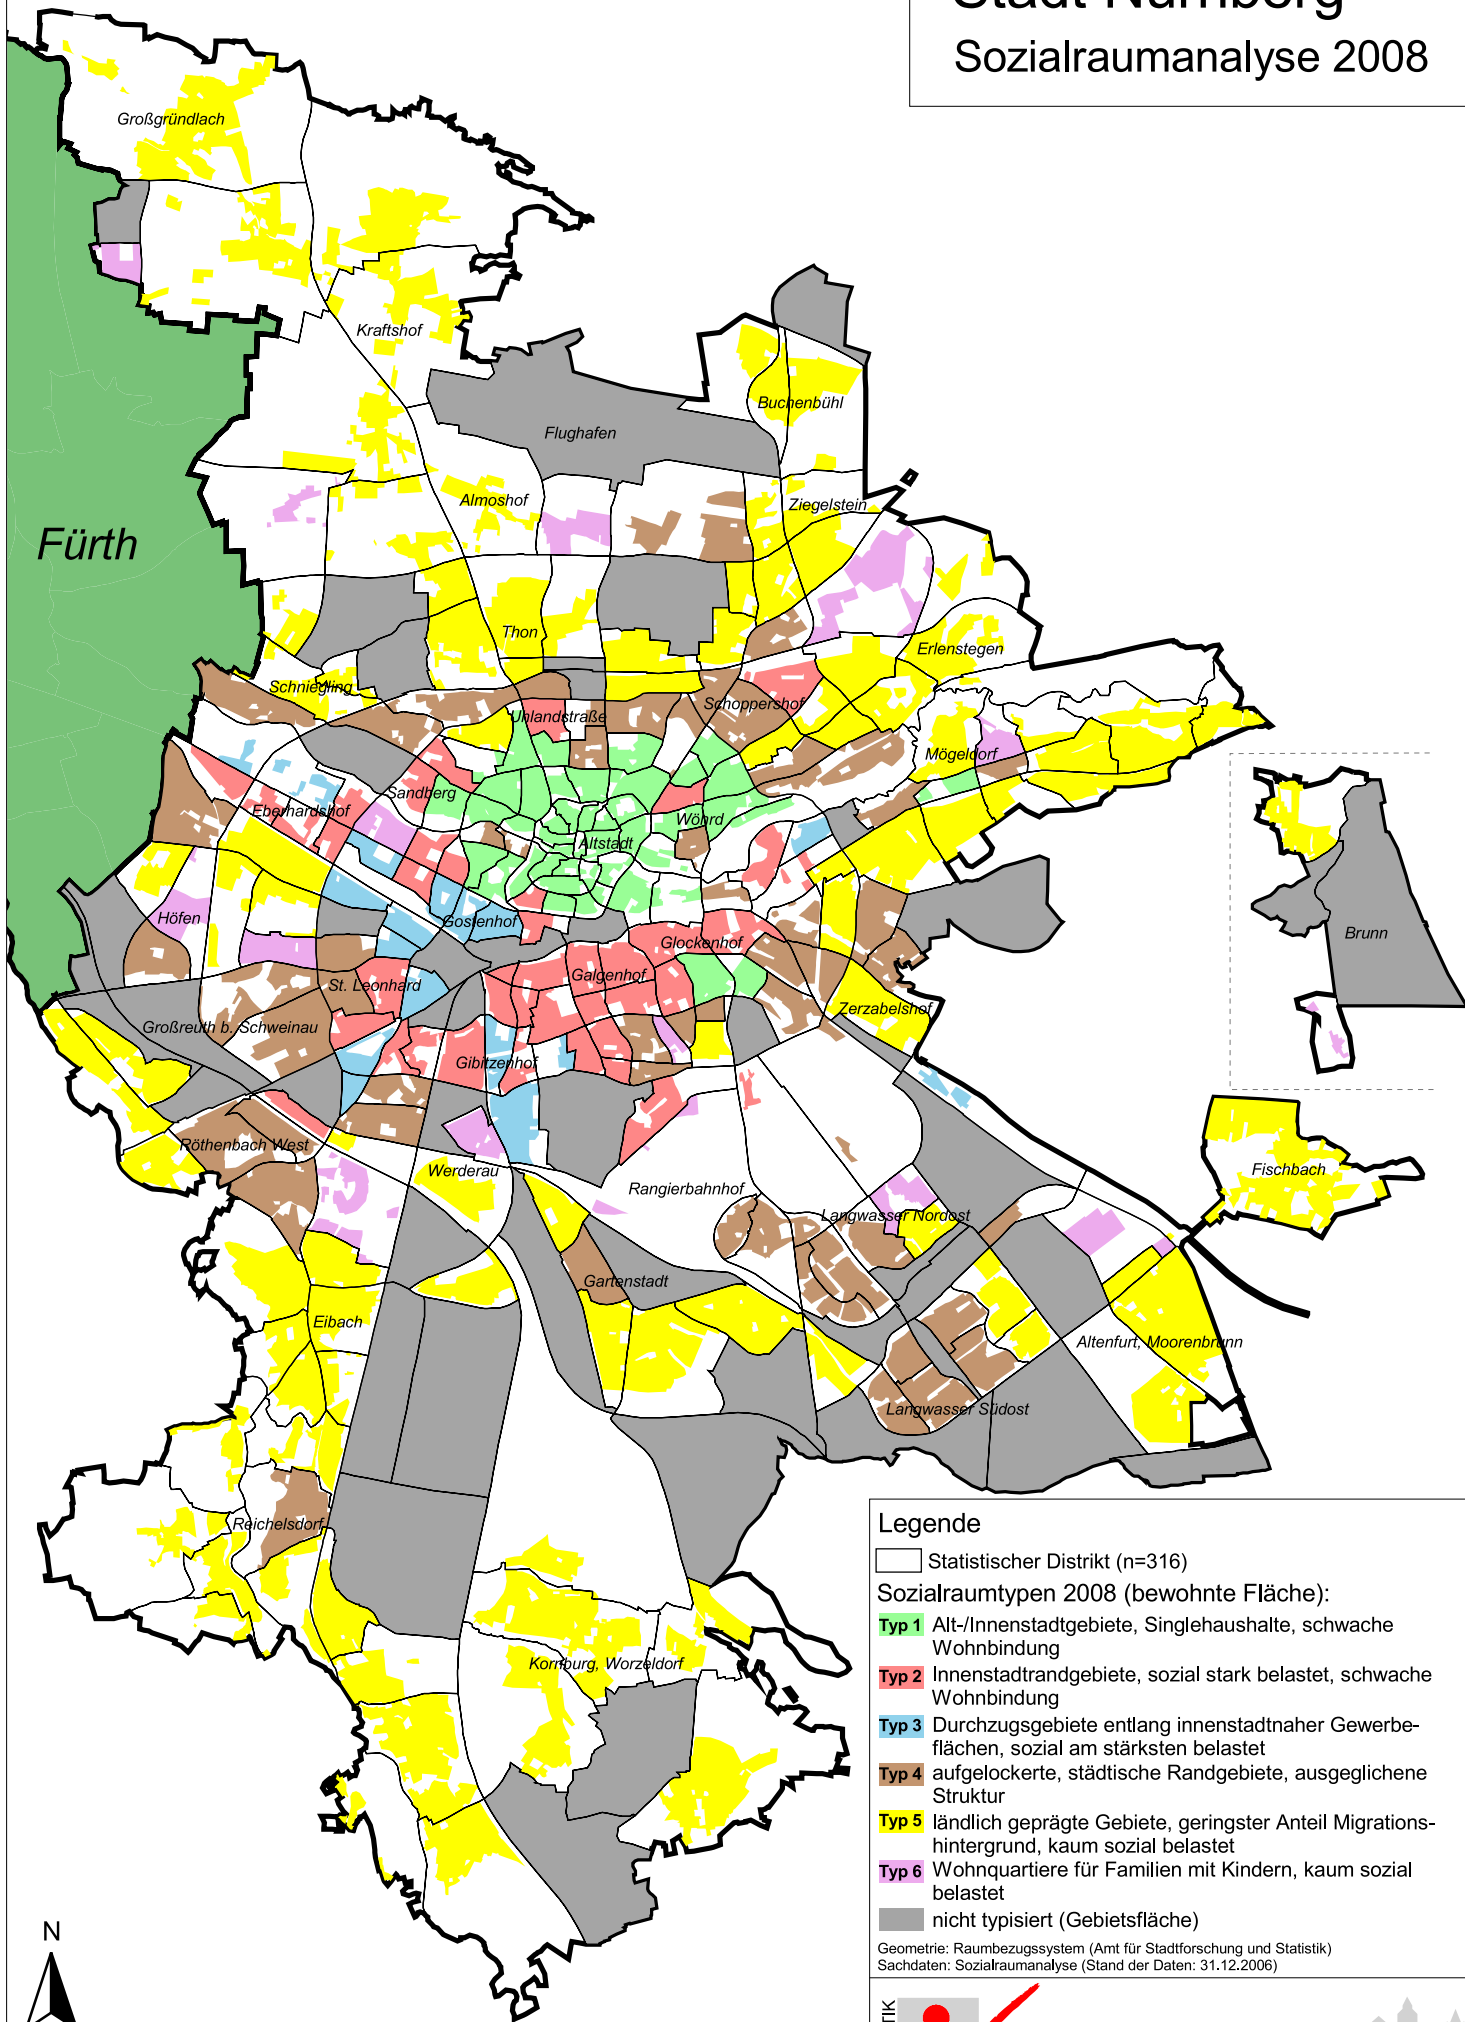 Stadt Nürnberg
Sozialraumanalyse 2008
Großgründlach
Kraftshof
Buchenbühl
Flughafen
Almoshof
Ziegelstein
Fürth
Thon
Erlenstegen
Schniegling
Uhlandstraße
Schoppershof
Mögeldorf
Sandberg
Eberhardshof
Wöhrd
Altstadt
Höfen
Gostenhof
Glockenhof
Brunn
Galgenhof
St. Leonhard
Zerzabelshof
Großreuth b. Schweinau
Gibitzenhof
Röthenbach West
Werderau
Fischbach
Rangierbahnhof
Langwasser Nordost
Gartenstadt
Eibach
Altenfurt, Moorenbrunn
Langwasser Südost
Reichelsdorf
Kornburg, Worzeldorf
Legende
Statistischer Distrikt (n=316)
Sozialraumtypen 2008 (bewohnte Fläche):
Typ 1 Alt-/Innenstadtgebiete, Singlehaushalte, schwache
Wohnbindung
Typ 2 Innenstadtrandgebiete, sozial stark belastet, schwache
Wohnbindung
Typ 3 Durchzugsgebiete entlang innenstadtnaher Gewerbe-
flächen, sozial am stärksten belastet
Typ 4 aufgelockerte, städtische Randgebiete, ausgeglichene
Struktur
Typ 5 ländlich geprägte Gebiete, geringster Anteil Migrations-
hintergrund, kaum sozial belastet
Typ 6 Wohnquartiere für Familien mit Kindern, kaum sozial
belastet
nicht typisiert (Gebietsfläche)
Geometrie: Raumbezugssystem (Amt für Stadtforschung und Statistik)
Sachdaten: Sozialraumanalyse (Stand der Daten: 31.12.2006)
N
TIK